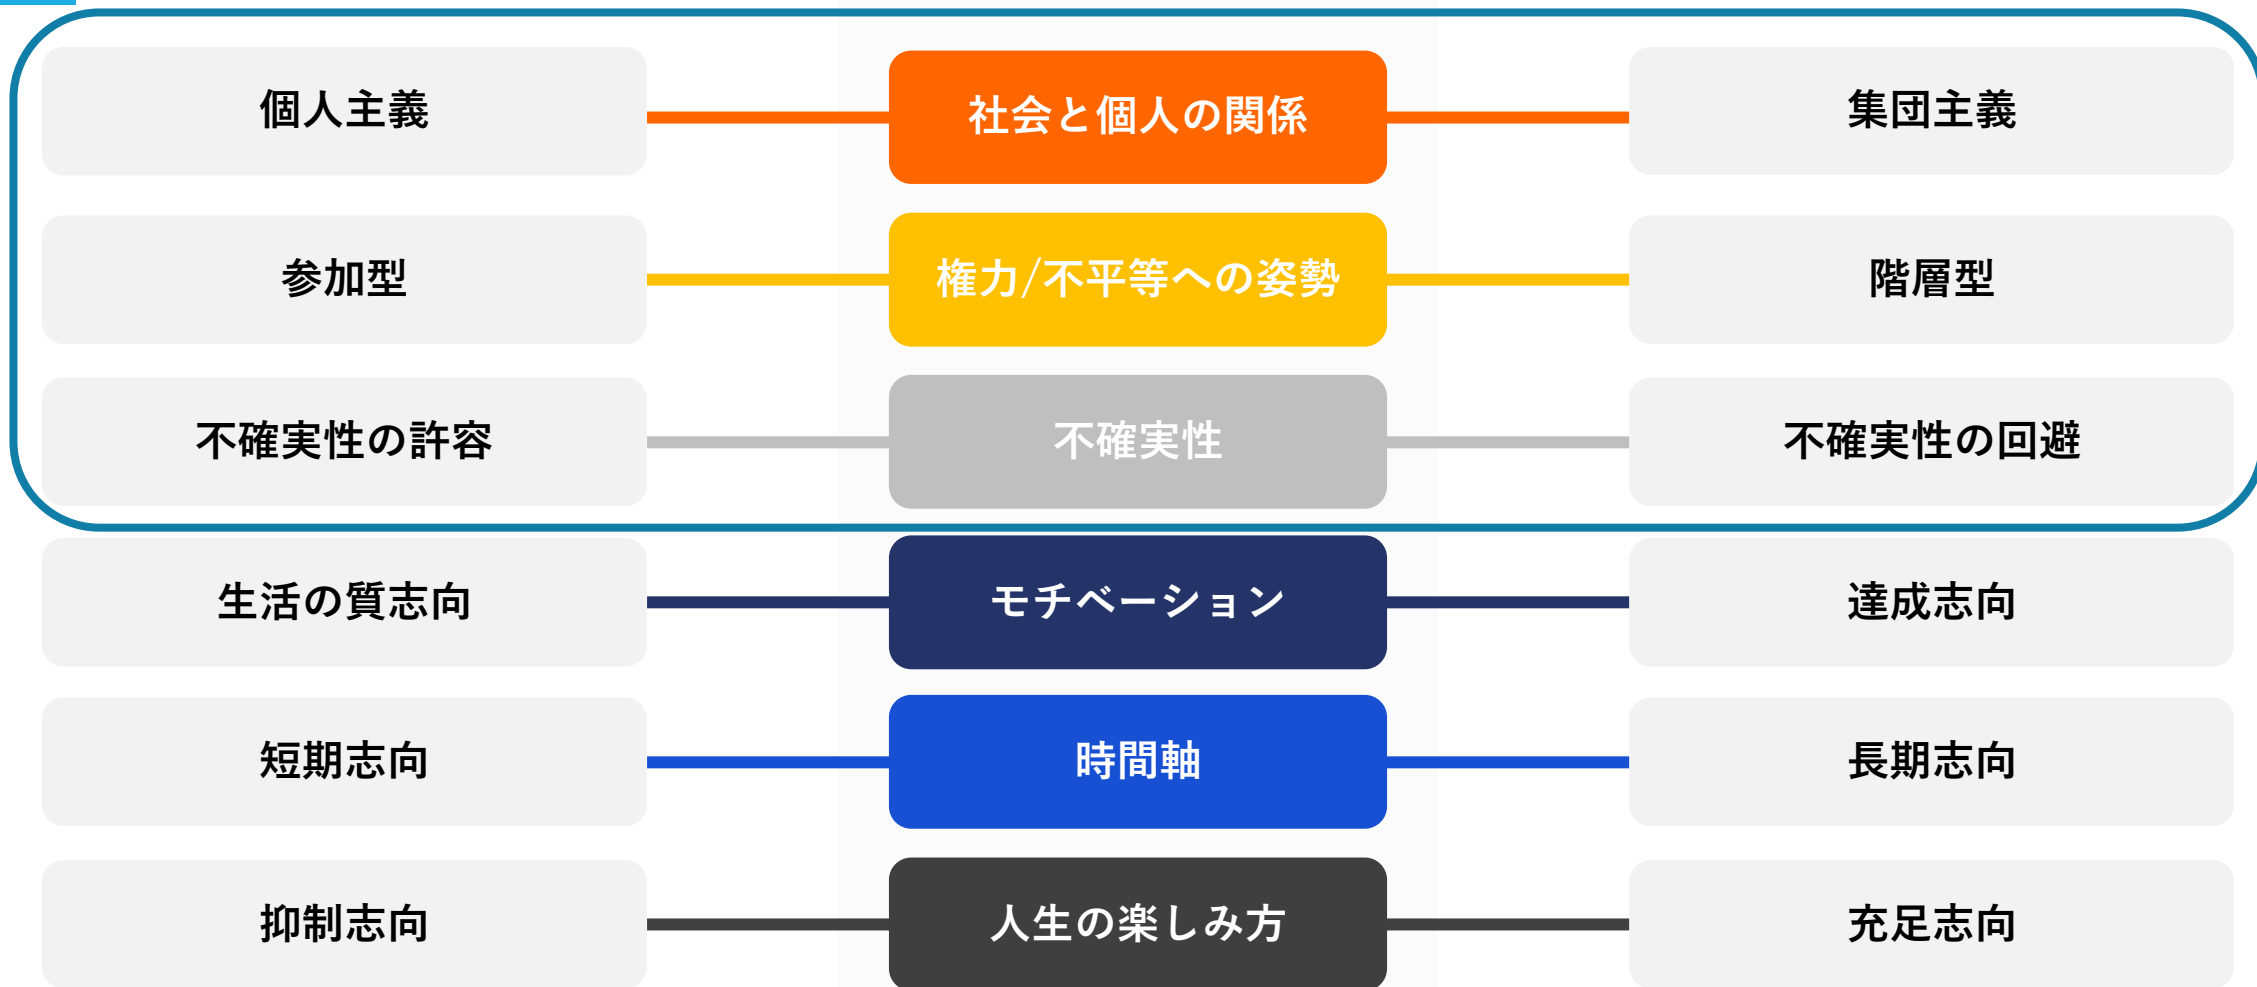 個人主義
社会と個人の関係
集団主義
参加型
権力/不平等への姿勢
階層型
不確実性の許容
不確実性
不確実性の回避
生活の質志向
モチベーション
達成志向
短期志向
時間軸
長期志向
抑制志向
人生の楽しみ方
充足志向